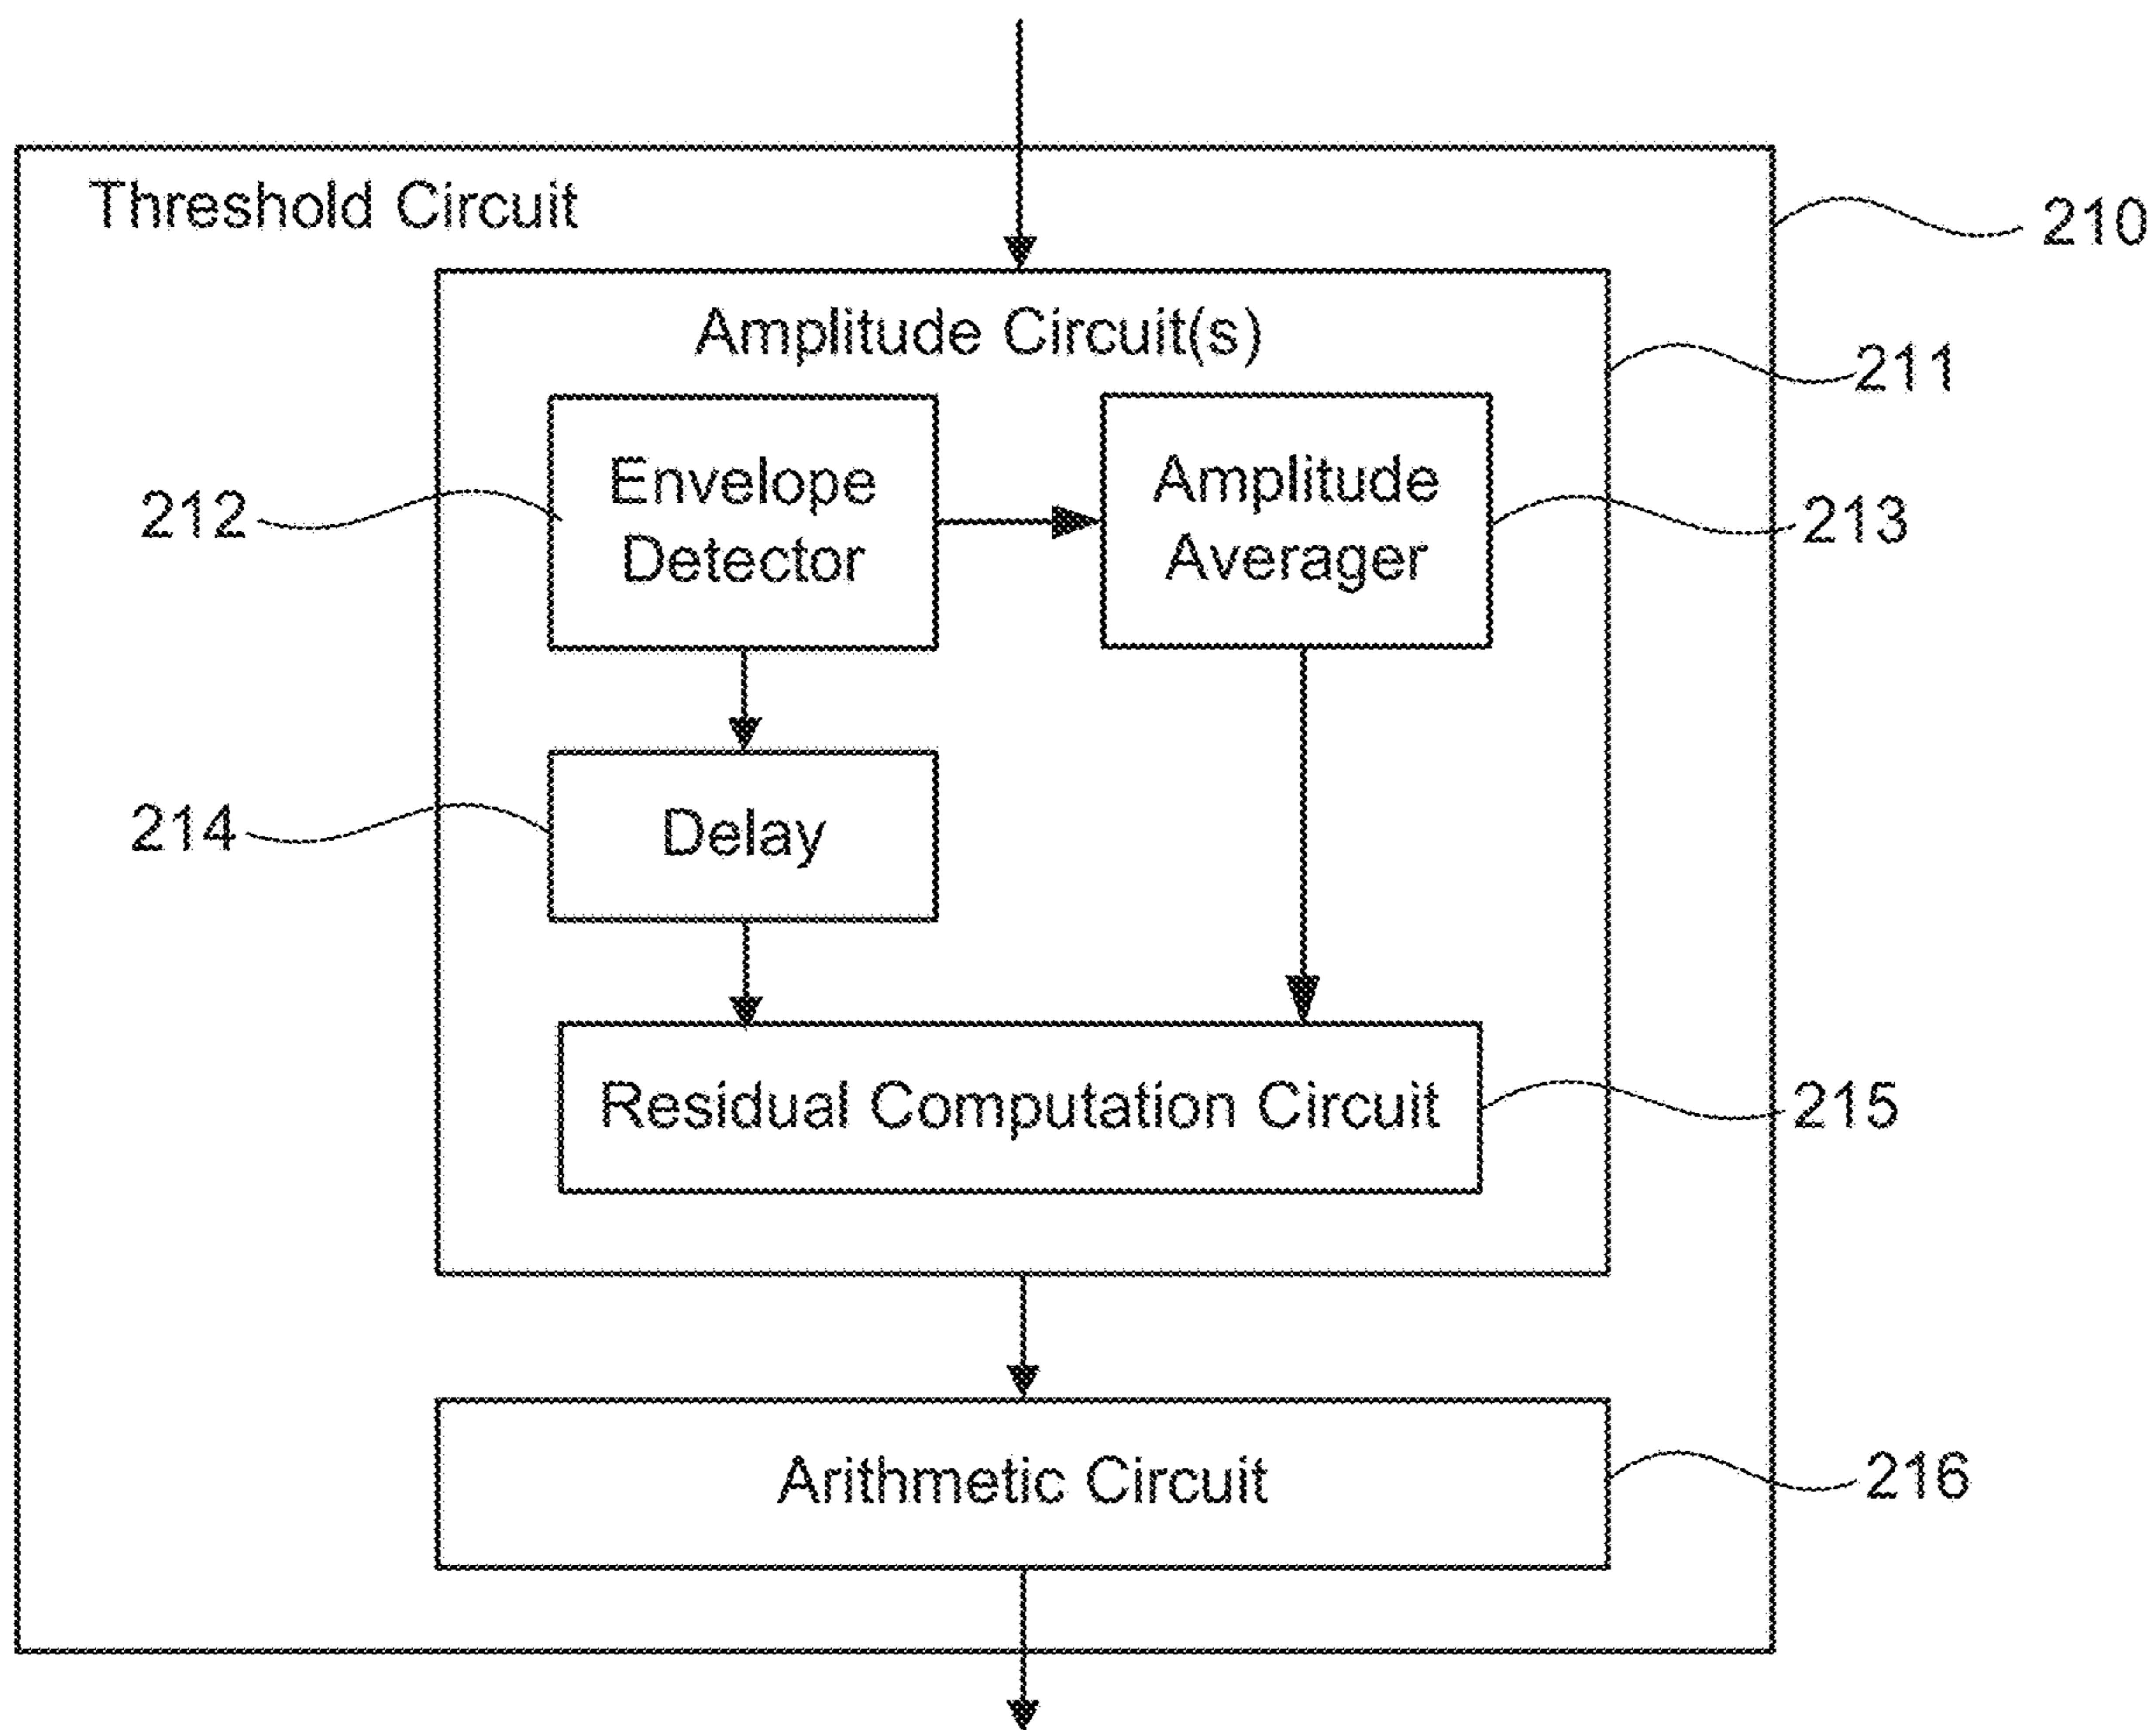 Threshold Circuit
210
Amplitude Circuit(s)
211
Envelope
Detector
212
Amplitude
Averager
213
214
Delay
Residual Computation Circuit
215
Arithmetic Circuit
216